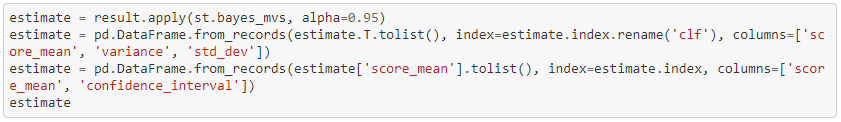 estimate = result.apply(st.bayes_mvs, alpha=0.95)
estimate = pd.DataFrame.from_records(estimate.T.tolist(), index=estimate.index.rename('clf'), columns=['sc
ore_mean', 'variance', 'std_dev'])
estimate = pd.DataFrame.from_records(estimate['score_mean'].tolist(), index=estimate.index, columns=['scor
e_mean', 'confidence_interval'])
estimate